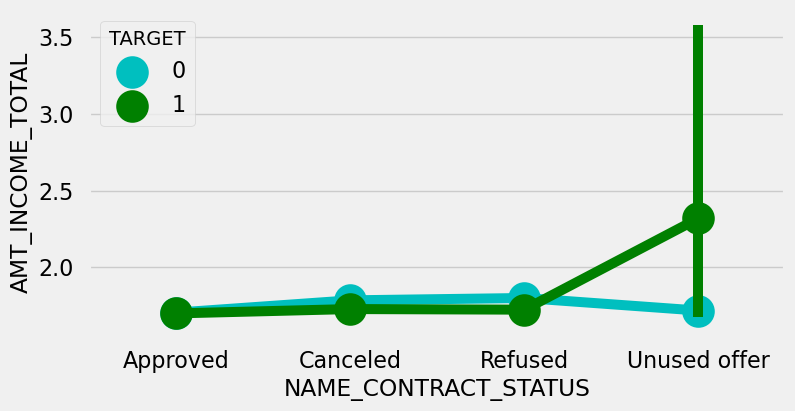 TARGET
0
1
AMT_INCOME_TOTAL
3.5
3.0
2.5
2.0
Approved Canceled Refused Unused offer
NAME_CONTRACT_STATUS